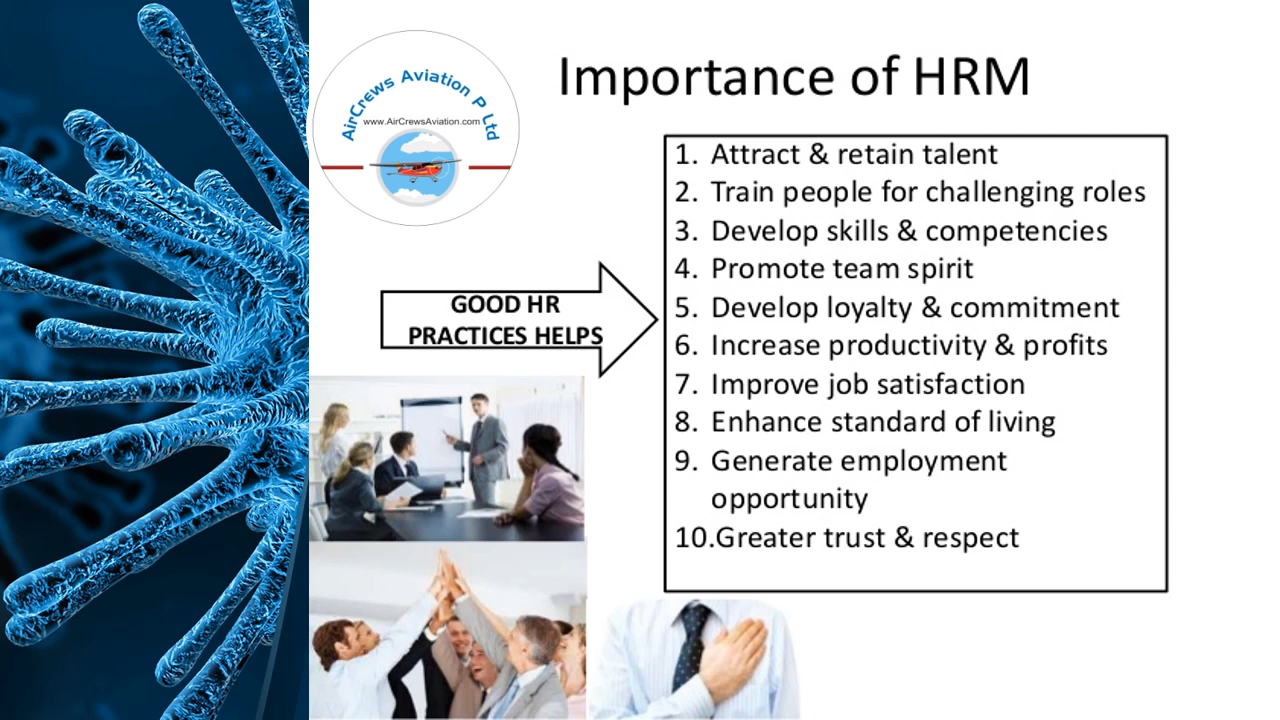 AirCrews Aviation P Ltd
www.AirCrewsAviation.com
Importance of HRM
GOOD HR
PRACTICES HELPS
1. Attract & retain talent
2. Train people for challenging roles
3. Develop skills & competencies
4. Promote team spirit
5. Develop loyalty & commitment
6. Increase productivity & profits
7. Improve job satisfaction
8. Enhance standard of living
9. Generate employment
opportunity
10.Greater trust & respect